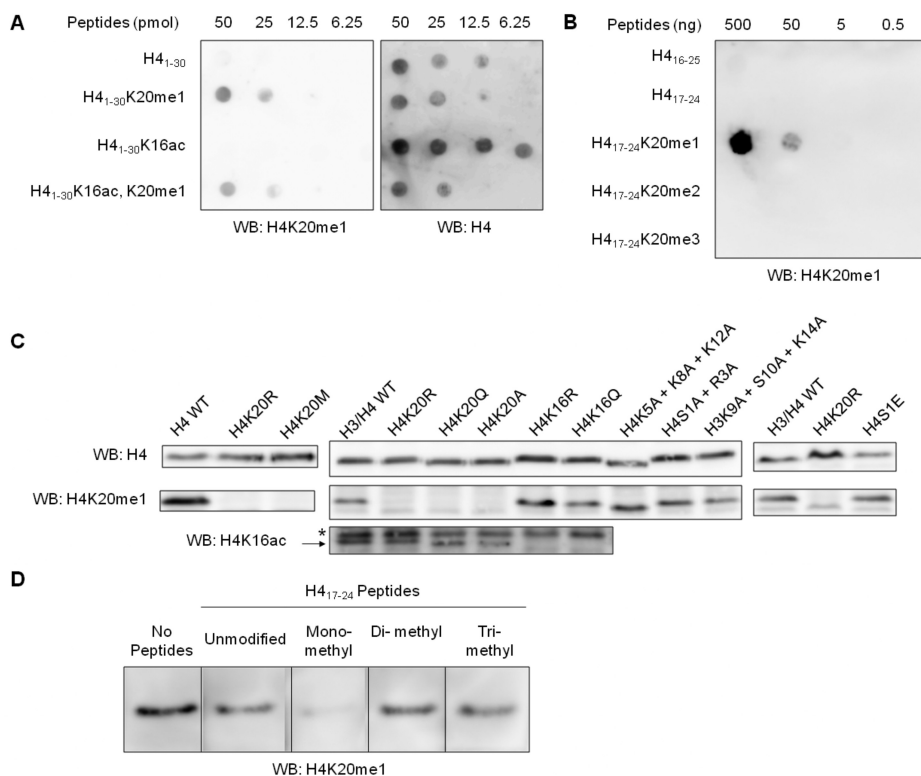 A
Peptides (pmol) 50 25 12.5 6.25 50 25 12.5 6.25
H4₁₋₃₀
H4₁₋₃₀K20me1
H4₁₋₃₀K16ac
H4₁₋₃₀K16ac, K20me1
WB: H4K20me1 WB: H4
B
Peptides (ng) 500 50 5 0.5
H4₁₆₋₂₅
H4₁₇₋₂₄
H4₁₇₋₂₄K20me1
H4₁₇₋₂₄K20me2
H4₁₇₋₂₄K20me3
WB: H4K20me1
C
H4 WT
H4K20R
H4K20M
H3/H4 WT
H4K20R
H4K20Q
H4K20A
H4K16R
H4K16Q
H4K5A + K8A + K12A
H4S1A + R3A
H3K9A + S10A + K14A
H3/H4 WT
H4K20R
H4S1E
WB: H4
WB: H4K20me1
WB: H4K16ac *
D
H4₁₇₋₂₄ Peptides
No Peptides
Unmodified
Mono-methyl
Di- methyl
Tri-methyl
WB: H4K20me1